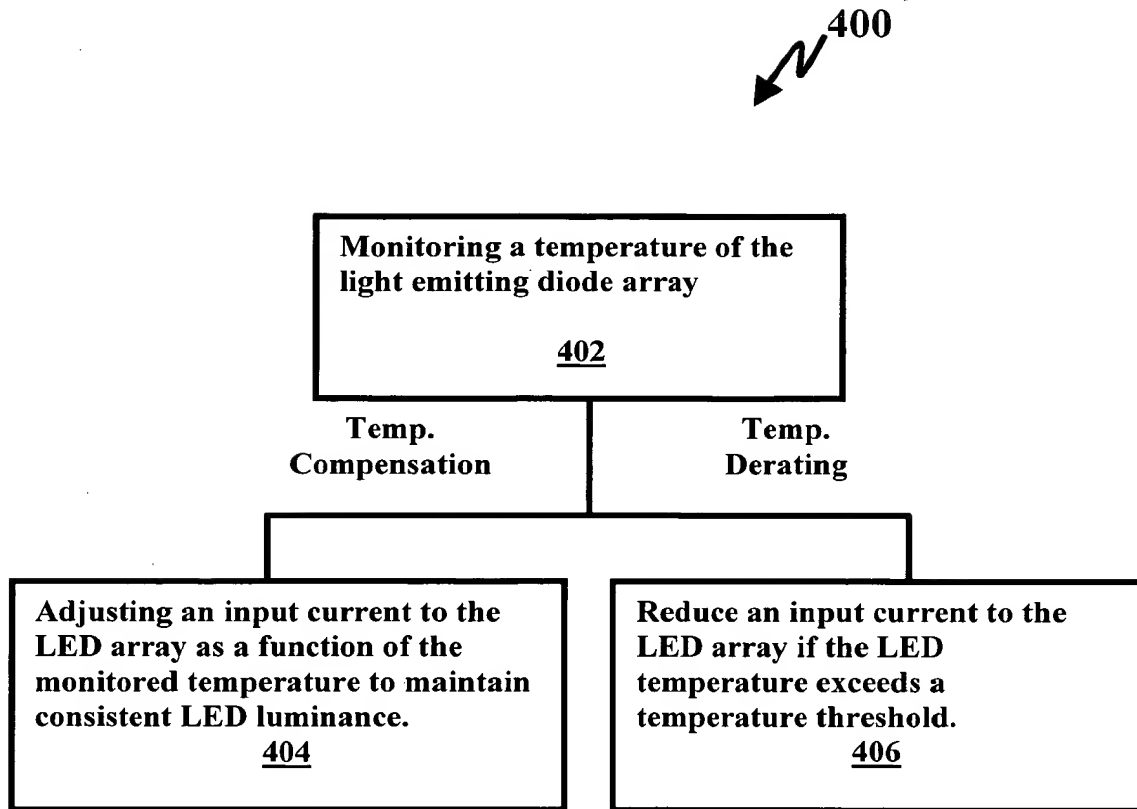 400
Monitoring a temperature of the
light emitting diode array
402
Temp.
Compensation
Temp.
Derating
Adjusting an input current to the
LED array as a function of the
monitored temperature to maintain
consistent LED luminance.
404
Reduce an input current to the
LED array if the LED
temperature exceeds a
temperature threshold.
406